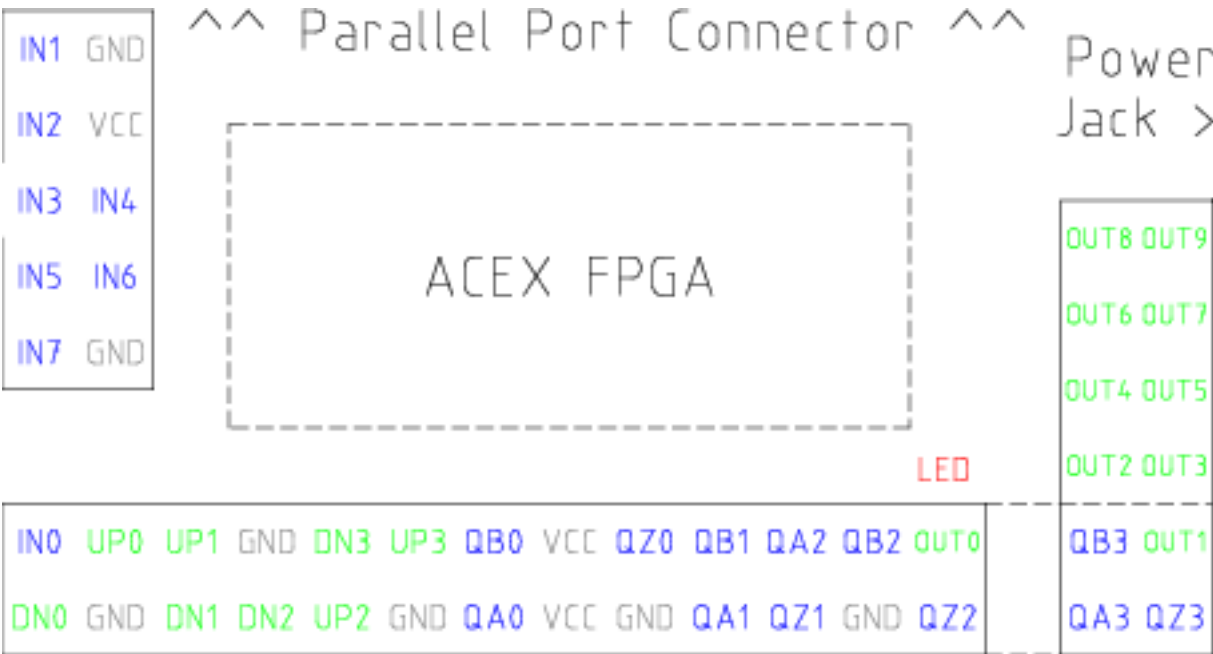 ^^ Parallel Port Connector ^^
Power
Jack >
IN1 GND
IN2 VCC
IN3 IN4
IN5 IN6
IN7 GND
ACEX FPGA
OUT8 OUT9
OUT6 OUT7
OUT4 OUT5
OUT2 OUT3
LED
IN0 UP0 UP1 GND DN3 UP3 QB0 VCC QZ0 QB1 QA2 QB2 OUT0
QB3 OUT1
DN0 GND DN1 DN2 UP2 GND QA0 VCC GND QA1 QZ1 GND QZ2
QA3 QZ3